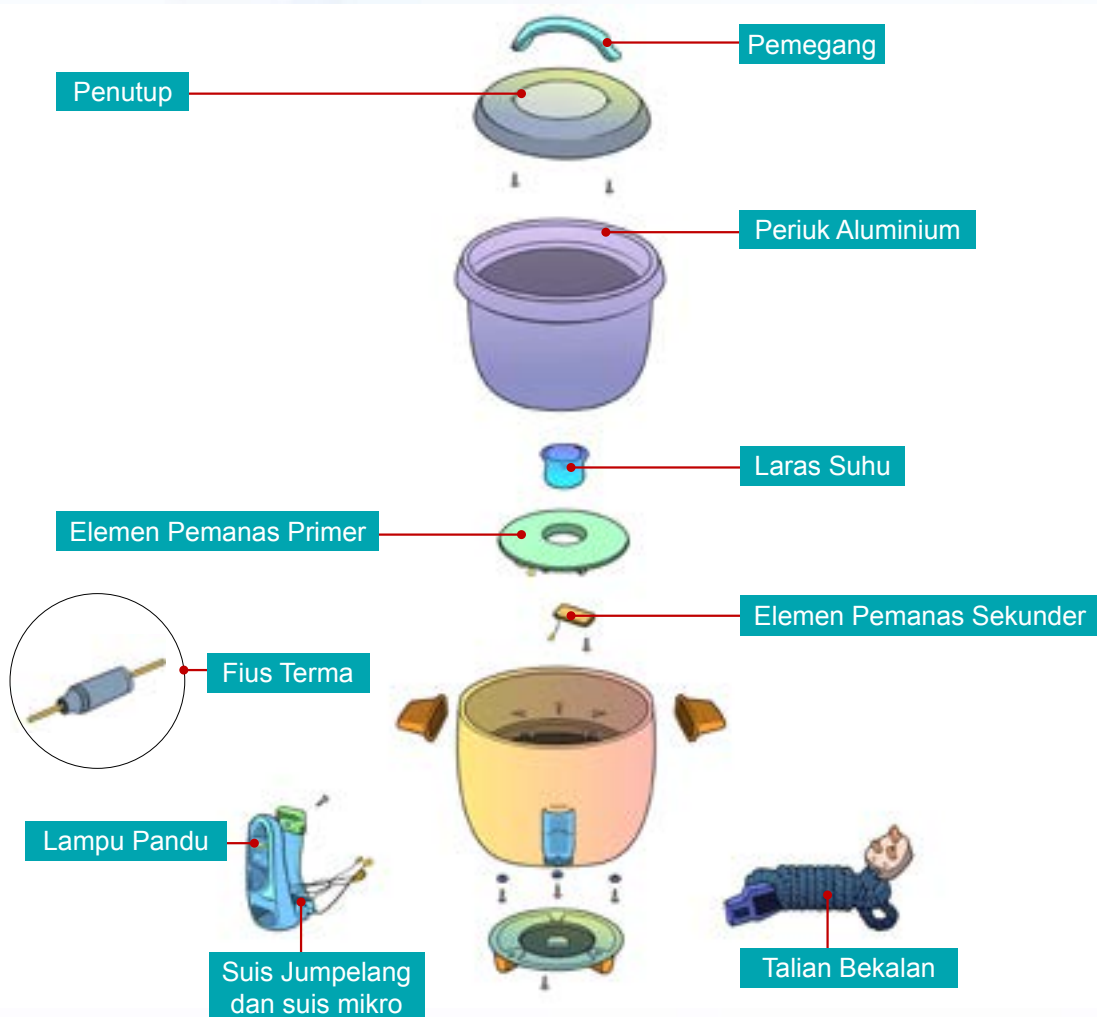 Pemegang
Penutup
Periuk Aluminium
Laras Suhu
Elemen Pemanas Primer
Elemen Pemanas Sekunder
Fius Terma
Lampu Pandu
Suis Jumpelang
dan suis mikro
Talian Bekalan